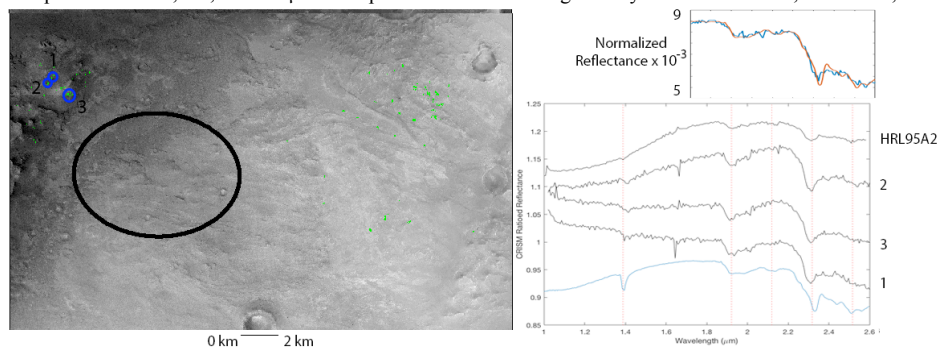 1
2
3
0 km 2 km
9
Normalized
Reflectance x 10
-3
5
1.25
1.2
1.15
1.1
1.05
1
0.95
0.9
0.85
CRISM Ratioed Reflectance
HRL95A2
2
3
1
1 1.2 1.4 1.6 1.8 2 2.2 2.4 2.6
Wavelength (μm)